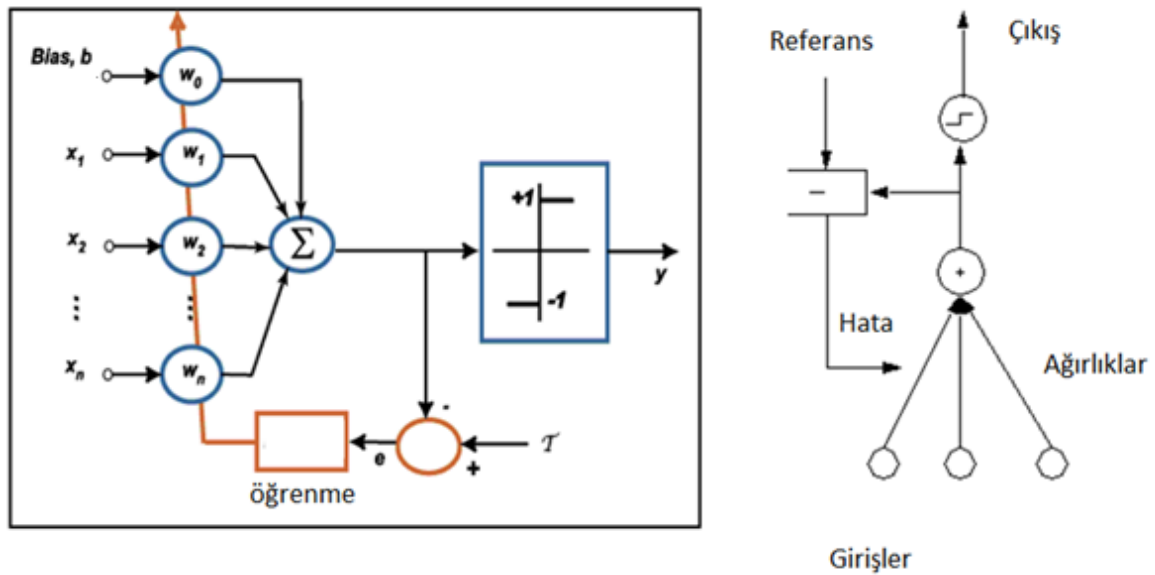 Bias, b
w0
x1
w1
x2
w2
...
...
xn
wn
Σ
+1
-1
y
-
+
e
T
öğrenme
Referans
Çıkış
-
+
Hata
Ağırlıklar
Girişler